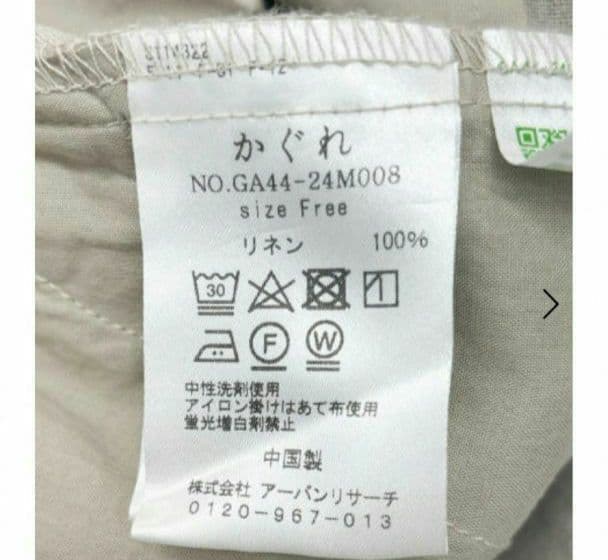 かぐれ
NO.GA44-24M008
size Free
リネン 100%
30
F W
中性洗剤使用
アイロン掛けはあて布使用
蛍光増白剤禁止
中国製
株式会社 アーバンリサーチ
0120-967-013